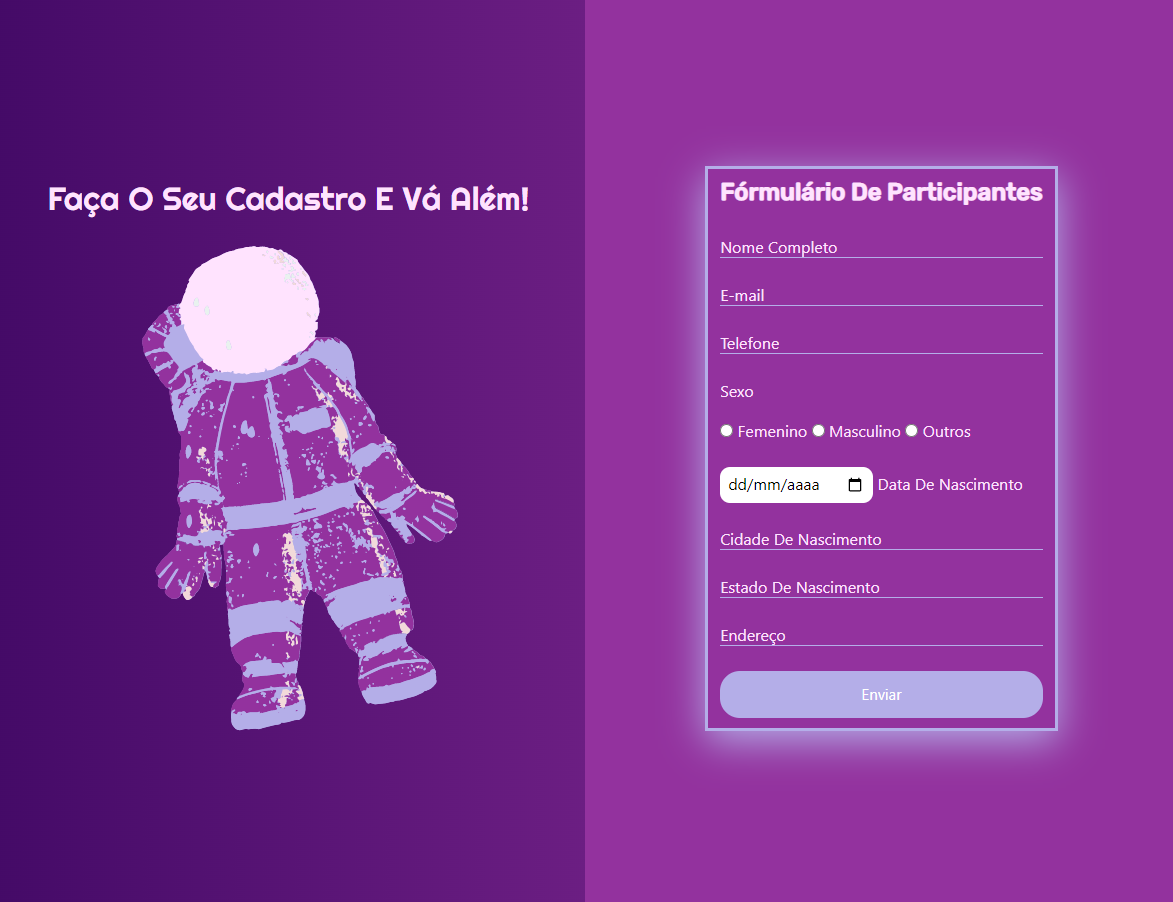 Faça O Seu Cadastro E Vá Além!
Fórmulário De Participantes
Nome Completo
E-mail
Telefone
Sexo
Femenino Masculino Outros
dd/mm/aaaa Data De Nascimento
Cidade De Nascimento
Estado De Nascimento
Endereço
Enviar